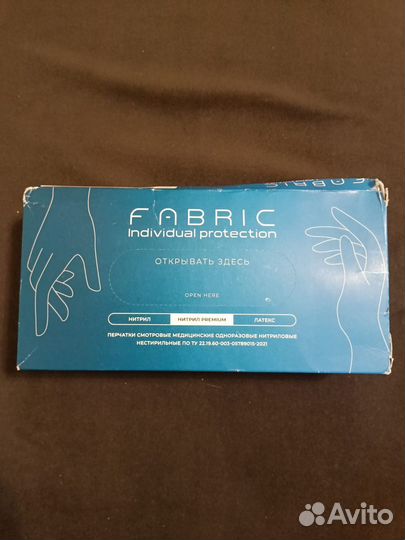 FABRIC
FABRIC
Individual protection
ОТКРЫВАТЬ ЗДЕСЬ
OPEN HERE
НИТРИЛ НИТРИЛ PREMIUM ЛАТЕКС
ПЕРЧАТКИ СМОТРОВЫЕ МЕДИЦИНСКИЕ ОДНОРАЗОВЫЕ НИТРИЛОВЫЕ
НЕСТЕРИЛЬНЫЕ ПО ТУ 22.19.60-003-05789015-2021
Avito